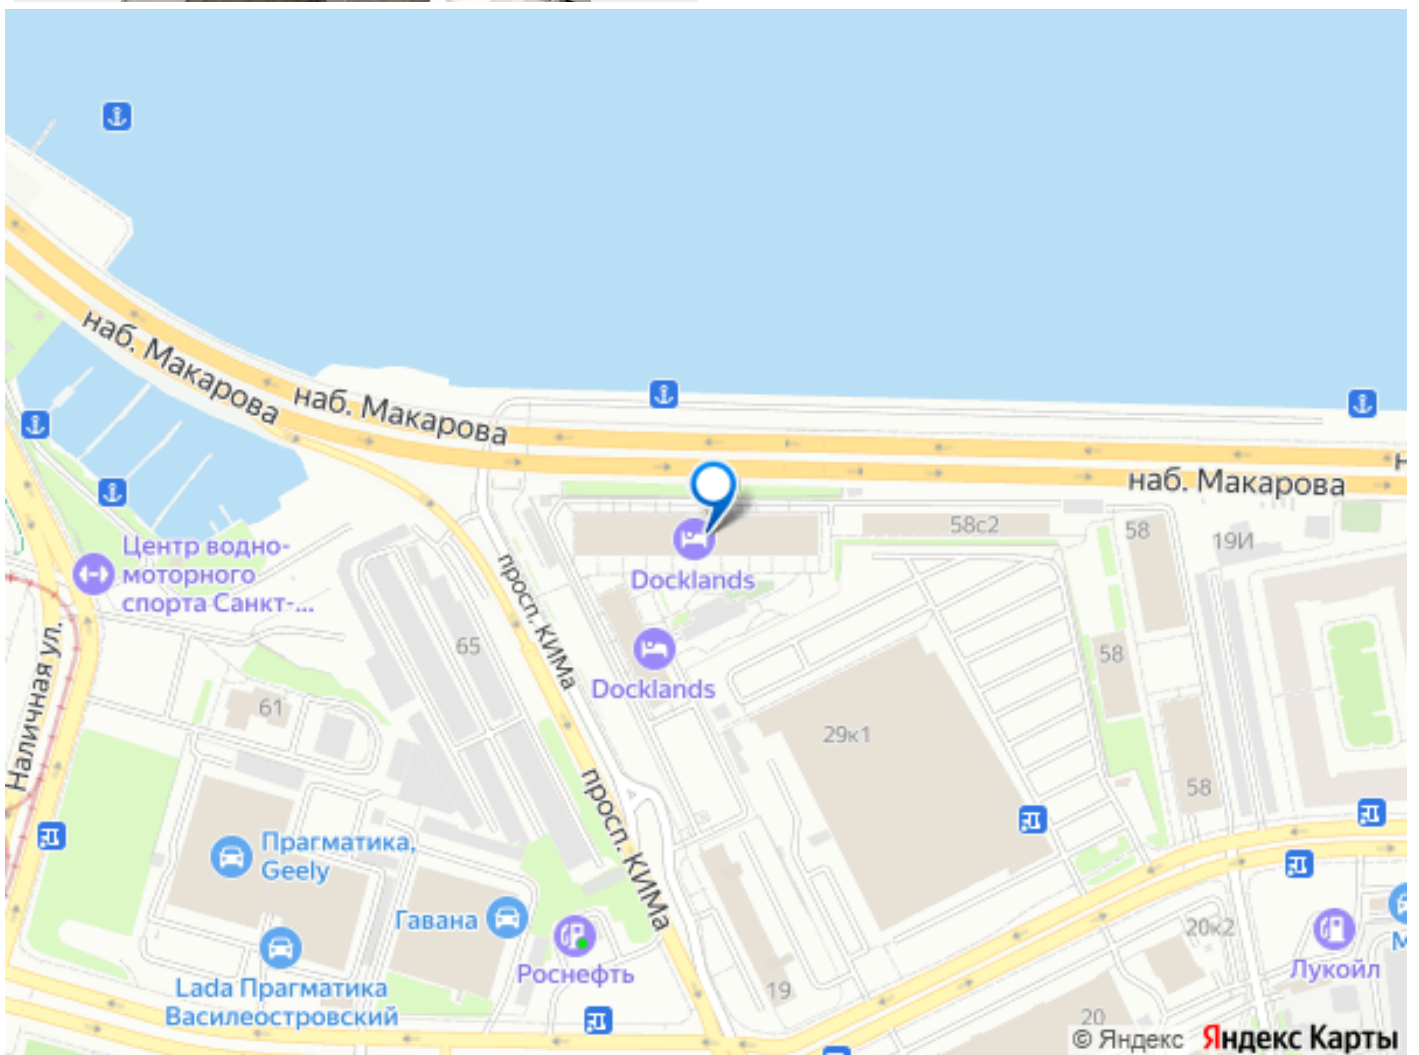 наб. Макарова
наб. Макарова
наб. Макарова
58с2
58
19И
Docklands
Центр водно-
моторного
спорта Санкт-...
просп. КИМа
65
58
Docklands
Наличная ул.
61
29к1
58
просп. КИМа
Прагматика,
Geely
Гавана
Роснефть
20к2
Лукойл
Lada Прагматика
Василеостровский
19
20
© Яндекс Яндекс Карты